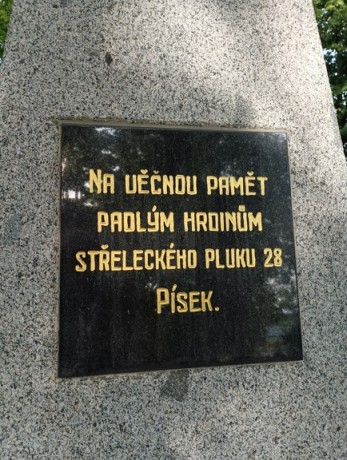 Na věčnou pamět
padlým hrdinům
střeleckého pluku 28
Písek.